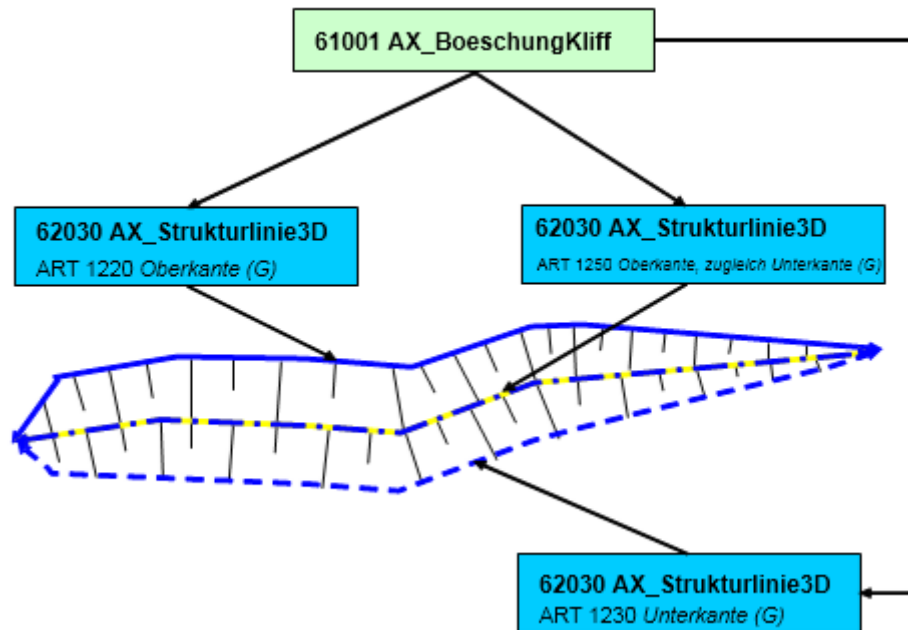 61001 AX_BoeschungKliff
62030 AX_Strukturlinie3D
ART 1220 Oberkante (G)
62030 AX_Strukturlinie3D
ART 1250 Oberkante, zugleich Unterkante (G)
62030 AX_Strukturlinie3D
ART 1230 Unterkante (G)